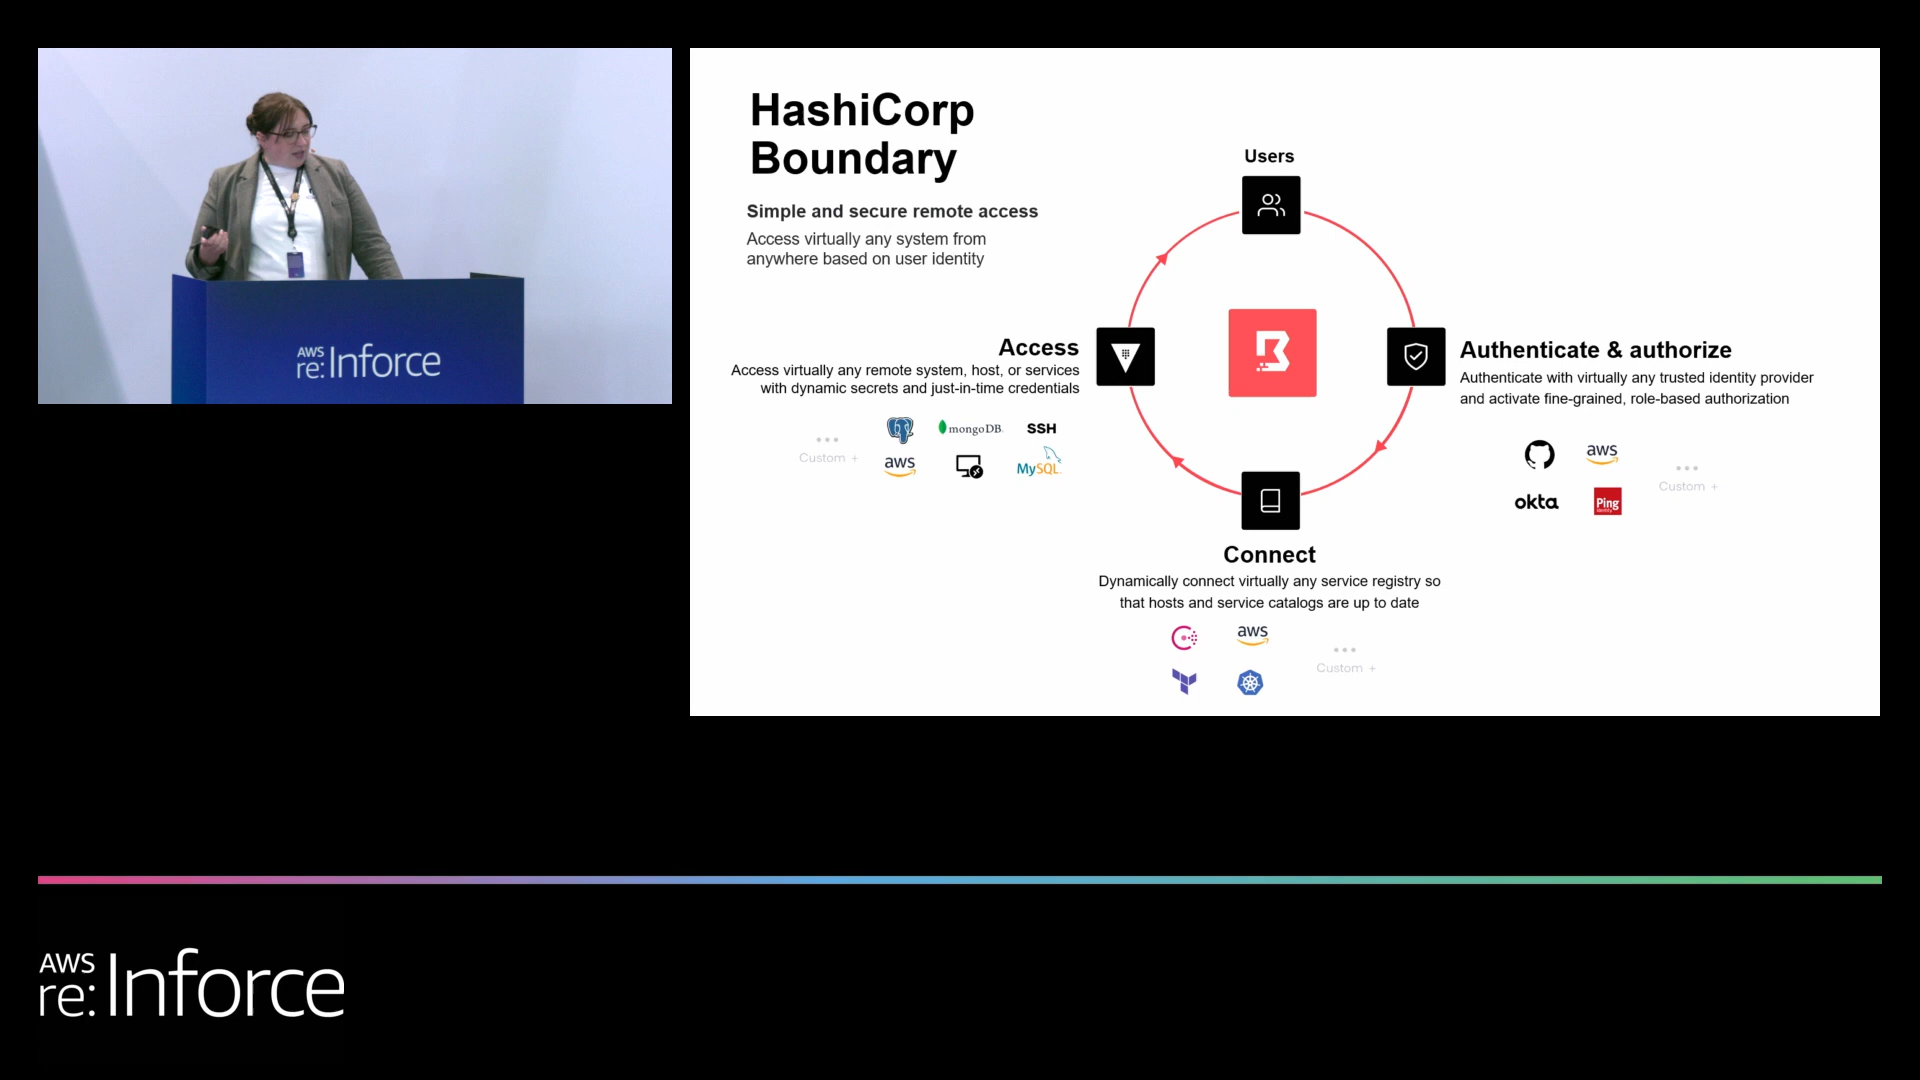 AWS
re:Inforce
HashiCorp
Boundary
Simple and secure remote access
Access virtually any system from
anywhere based on user identity
Users
Access
Access virtually any remote system, host, or services
with dynamic secrets and just-in-time credentials
Custom +
mongoDB
SSH
aws
MySQL
Authenticate & authorize
Authenticate with virtually any trusted identity provider
and activate fine-grained, role-based authorization
aws
okta
Ping
Identity
Custom +
Connect
Dynamically connect virtually any service registry so
that hosts and service catalogs are up to date
aws
Custom +
AWS
re:Inforce